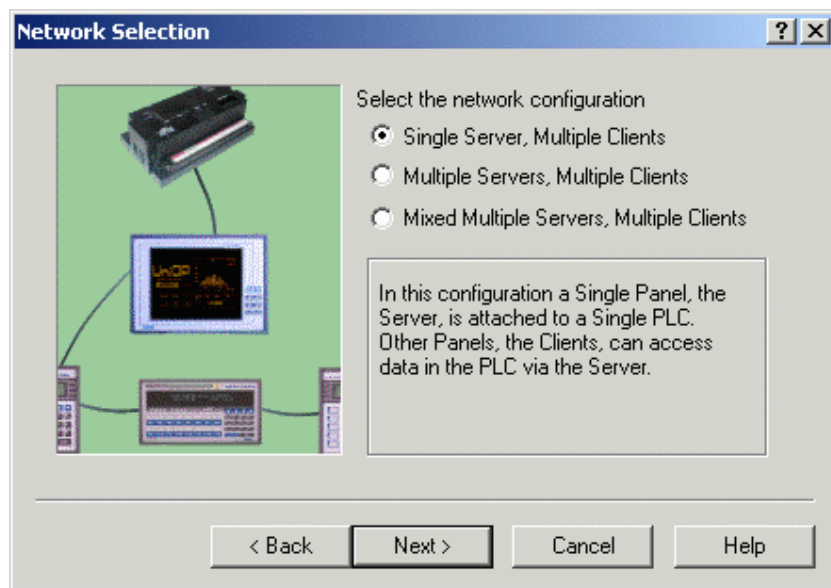 Network Selection
Select the network configuration
Single Server, Multiple Clients
Multiple Servers, Multiple Clients
Mixed Multiple Servers, Multiple Clients
UniOP
In this configuration a Single Panel, the
Server, is attached to a Single PLC.
Other Panels, the Clients, can access
data in the PLC via the Server.
< Back
Next >
Cancel
Help